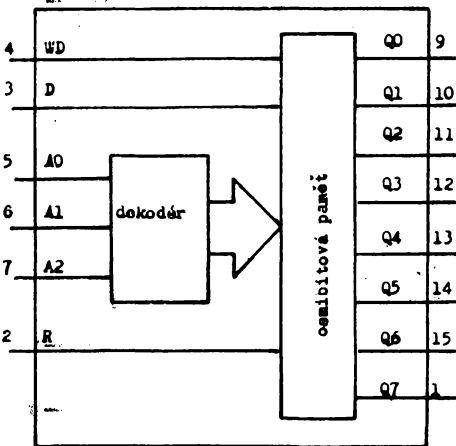 4 WD Q0 9
3 D Q1 10
Q2 11
5 A0
Q3 12
6 A1 dekodér
Q4 13
7 A2
Q5 14
2 R Q6 15
Q7 1
osmibitová paměť